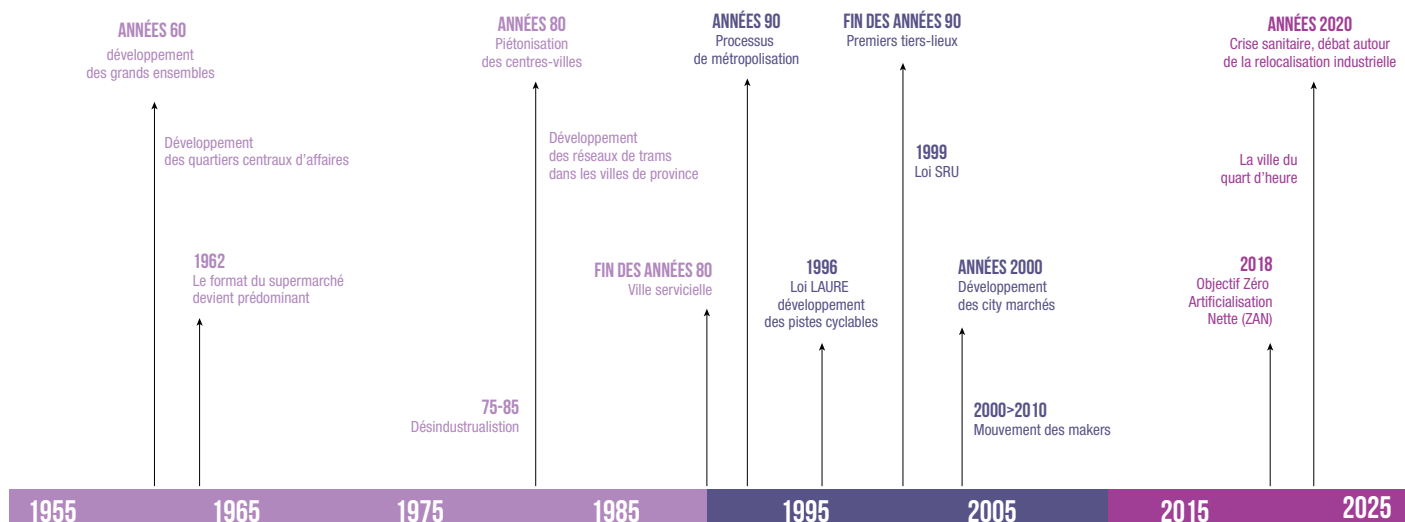 ANNÉES 60
développement
des grands ensembles
Développement
des quartiers centraux d'affaires
1962
Le format du supermarché
devient prédominant
ANNÉES 80
Piétonisation
des centres-villes
Développement
des réseaux de trams
dans les villes de province
75-85
Désindustrualistion
FIN DES ANNÉES 80
Ville servicielle
ANNÉES 90
Processus
de métropolisation
1996
Loi LAURE
développement
des pistes cyclables
FIN DES ANNÉES 90
Premiers tiers-lieux
1999
Loi SRU
ANNÉES 2000
Développement
des city marchés
2000>2010
Mouvement des makers
ANNÉES 2020
Crise sanitaire, débat autour
de la relocalisation industrielle
La ville du
quart d'heure
2018
Objectif Zéro
Artificialisation
Nette (ZAN)
1955
1965
1975
1985
1995
2005
2015
2025